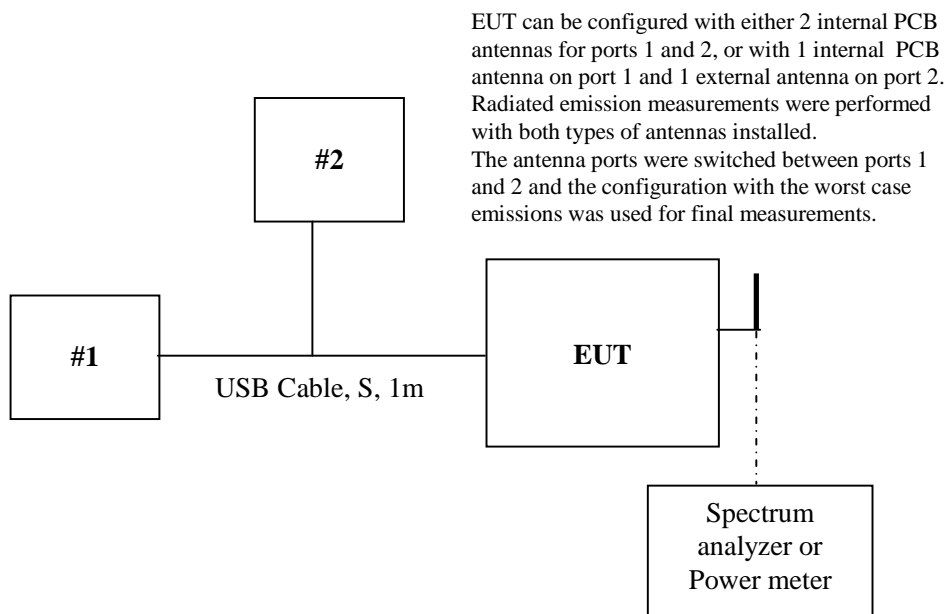 EUT can be configured with either 2 internal PCB
antennas for ports 1 and 2, or with 1 internal PCB
antenna on port 1 and 1 external antenna on port 2.
Radiated emission measurements were performed
with both types of antennas installed.
The antenna ports were switched between ports 1
and 2 and the configuration with the worst case
emissions was used for final measurements.
#2
#1
EUT
USB Cable, S, 1m
Spectrum
analyzer or
Power meter